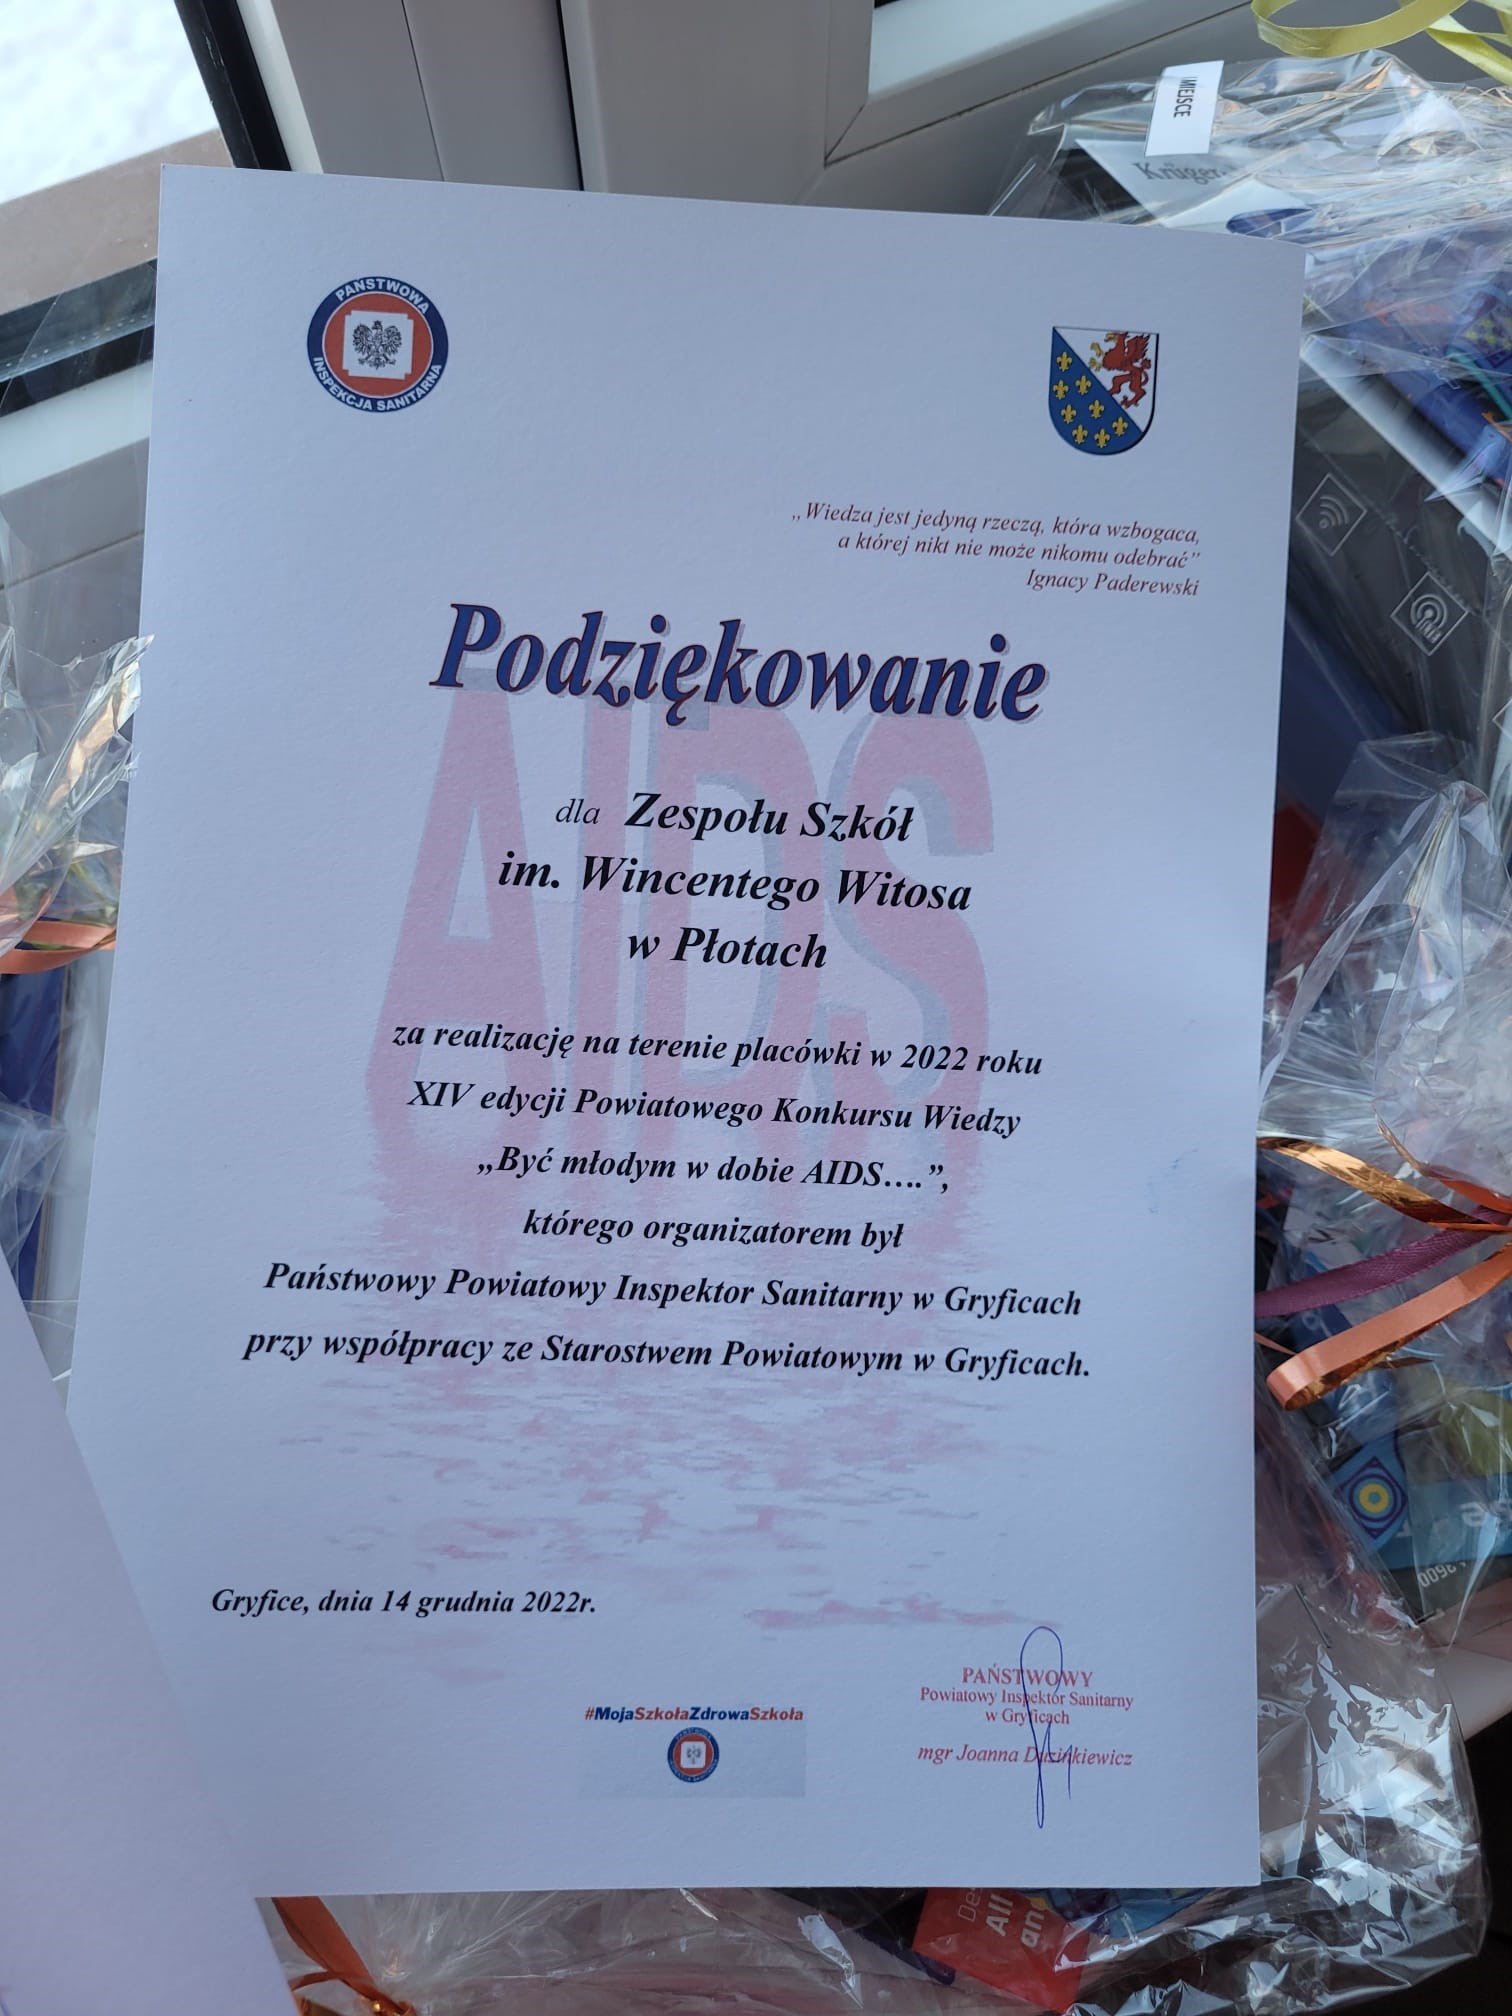 MIEJSCE
Krüger
PAŃSTWOWA
INSPEKCJA SANITARNA
„Wiedza jest jedyną rzeczą, która wzbogaca,
a której nikt nie może nikomu odebrać”
Ignacy Paderewski
Podziękowanie
AIDS
dla Zespołu Szkół
im. Wincentego Witosa
w Płotach
za realizację na terenie placówki w 2022 roku
XIV edycji Powiatowego Konkursu Wiedzy
„Być młodym w dobie AIDS….”,
którego organizatorem był
Państwowy Powiatowy Inspektor Sanitarny w Gryficach
przy współpracy ze Starostwem Powiatowym w Gryficach.
Gryfice, dnia 14 grudnia 2022r.
#MojaSzkołaZdrowaSzkoła
PAŃSTWOWY
Powiatowy Inspektor Sanitarny
w Gryficach
mgr Joanna
3600
All